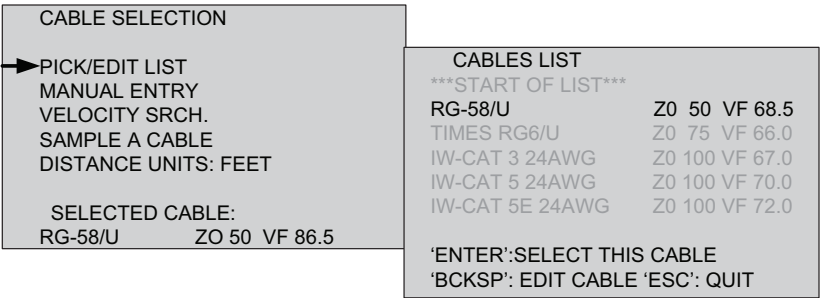 CABLE SELECTION
PICK/EDIT LIST
MANUAL ENTRY
VELOCITY SRCH.
SAMPLE A CABLE
DISTANCE UNITS: FEET
SELECTED CABLE:
RG-58/U ZO 50 VF 86.5
CABLES LIST
***START OF LIST***
RG-58/U Z0 50 VF 68.5
TIMES RG6/U Z0 75 VF 66.0
IW-CAT 3 24AWG Z0 100 VF 67.0
IW-CAT 5 24AWG Z0 100 VF 70.0
IW-CAT 5E 24AWG Z0 100 VF 72.0
‘ENTER’:SELECT THIS CABLE
‘BCKSP’: EDIT CABLE ‘ESC’: QUIT